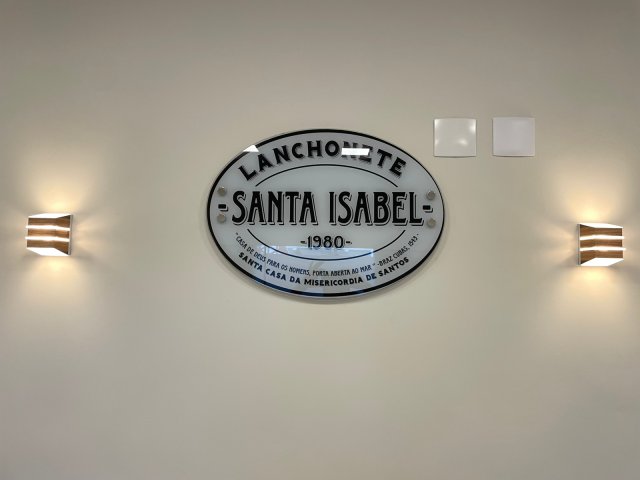 LANCHONETE
-SANTA ISABEL-
-1980-
"CASA DE DEUS PARA OS HOMENS, PORTA ABERTA AO MAR" -BRAZ CUBAS, 1543-
SANTA CASA DA MISERICORDIA DE SANTOS